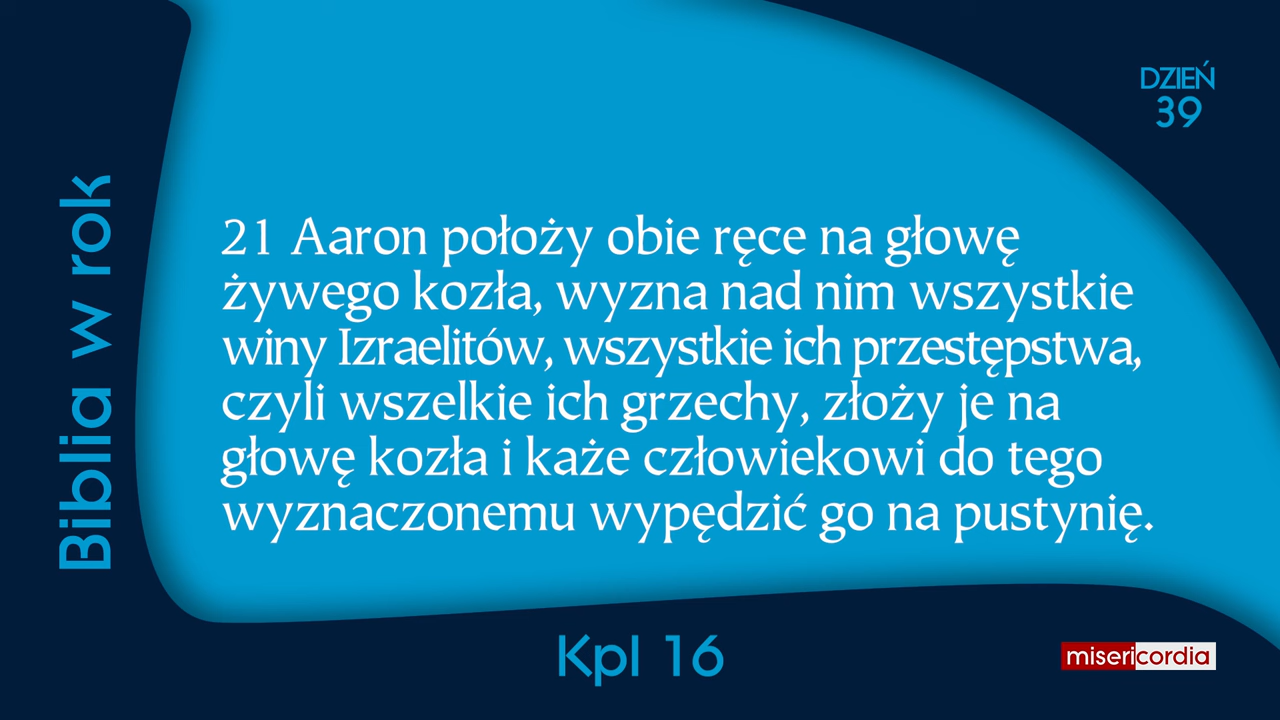 DZIEŃ
39
Biblia w rok
21 Aaron położy obie ręce na głowę
żywego kozła, wyzna nad nim wszystkie
winy Izraelitów, wszystkie ich przestępstwa,
czyli wszelkie ich grzechy, złoży je na
głowę kozła i każe człowiekowi do tego
wyznaczonemu wypędzić go na pustynię.
Kpl 16
misericordia